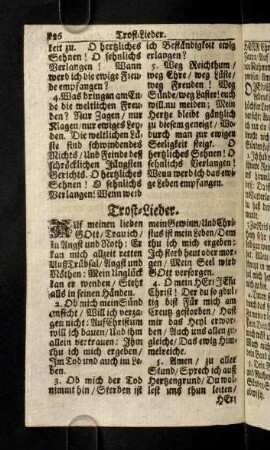 826 Trost-Lieder.
keit zu. O hertzliches
Sehnen! O sehnlichs
Verlangen! Wann
werd ich die ewige Freu-
de empfangen?
4. Was bringen am En-
de die weltlichen Freu-
den? Nur Jagen / nur
Klagen / nur ewiges Ley-
den. Die weltlichen Lü-
ste sind schwindendes
Nichts / Und Feinde deß
schröcklichen Jüngsten
Gerichts. O hertzliches
Sehnen! O sehnlichs
Verlangen! Wenn wird
ich Beständigkeit ewig
erlangen?
5. Weg Reichthum /
weg Ehre / weg Lüste /
weg Freuden! Weg
Sünde / weg Laster! euch
will nu meiden; Mein
Hertze bleibt gäntzlich
zu diesem geneigt / Wo-
durch man zur ewigen
Seeligkeit steigt. O
hertzliches Sehnen! O
sehnlichs Verlangen!
Wenn werd ich das ew-
ge Leben empfangen.
Trost-Lieder.
AUf meinen lieben
GOtt / Trau ich /
in Angst und Noth: Er
kan mich allzeit retten
Auß Trübsal / Angst und
Nöthen: Mein Unglück
kan er wenden / Steht
alls in seinen Händen.
2. Ob mich mein Sünd
anficht / Will ich verza-
gen nicht: Auf Christum
will ich bauen / Und ihm
allein vertrauen: Ihm
thu ich mich ergeben /
Im Tod und auch im Le-
ben.
3. Ob mich der Tod
nimmt hin / Sterben ist
mein Gewinn / Und Chri-
stus ist mein Leben / Dem
thu ich mich ergeben:
Ich sterb heut oder mor-
gen / Mein Seel wird
GOtt versorgen.
4. O mein HErr JEsu
Christ! Der du so gdul-
tig bist Für mich am
Creutz gestorben / Hast
mir das Heyl erwor-
ben / Auch uns allen zu-
gleiche / Das ewig Him-
melreiche.
5. Amen / zu aller
Stund / Sprech ich auß
Hertzengrund / Du wol-
lest uns thun leiten /
HErr